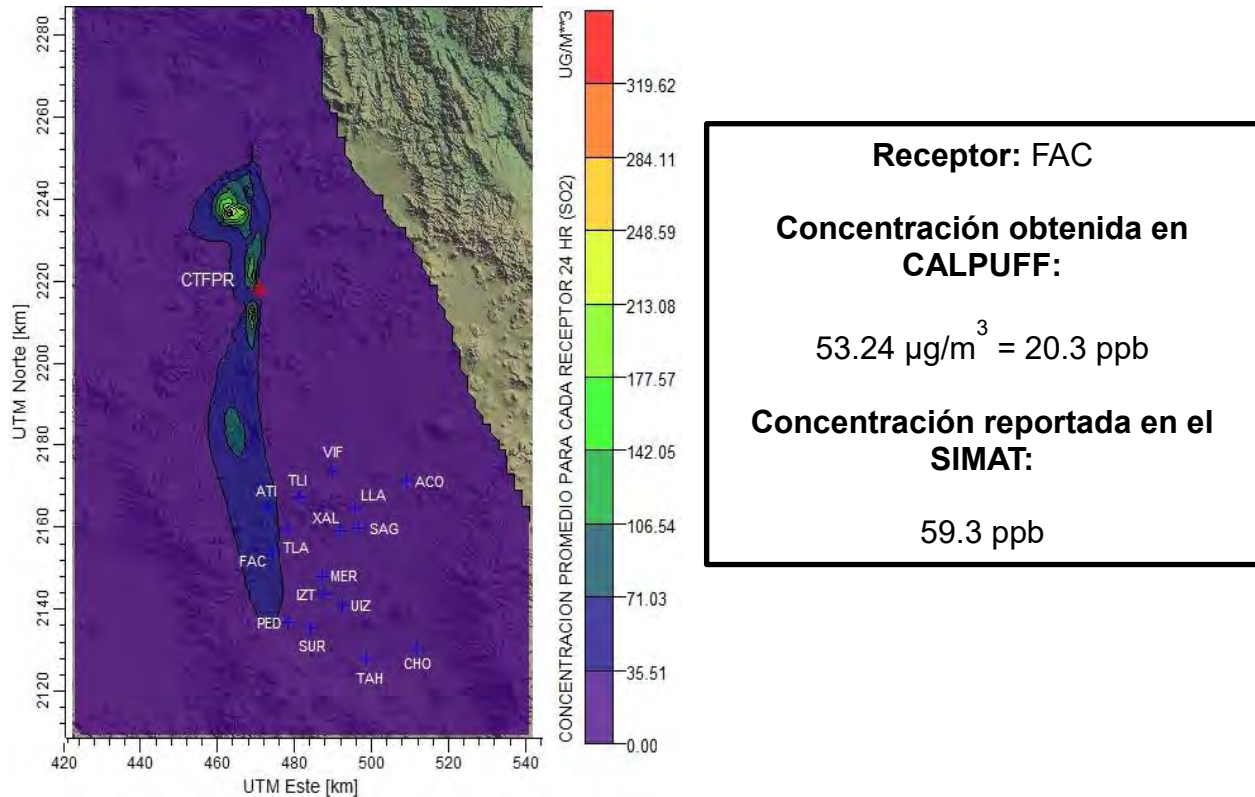 2280
2260
2240
2220
2200
2180
2160
2140
2120
UTM Norte [km]
420 440 460 480 500 520 540
UTM Este [km]
CTFPR
VIF
ATI
TLI
LLA
ACO
XAL
SAG
TLA
FAC
MER
IZT
UIZ
PED
SUR
CHO
TAH
CONCENTRACION PROMEDIO PARA CADA RECEPTOR 24 HR (SO2)
UG/M**3
319.62
284.11
248.59
213.08
177.57
142.05
106.54
71.03
35.51
0.00
Receptor: FAC
Concentración obtenida en
CALPUFF:
53.24 µg/m³ = 20.3 ppb
Concentración reportada en el
SIMAT:
59.3 ppb